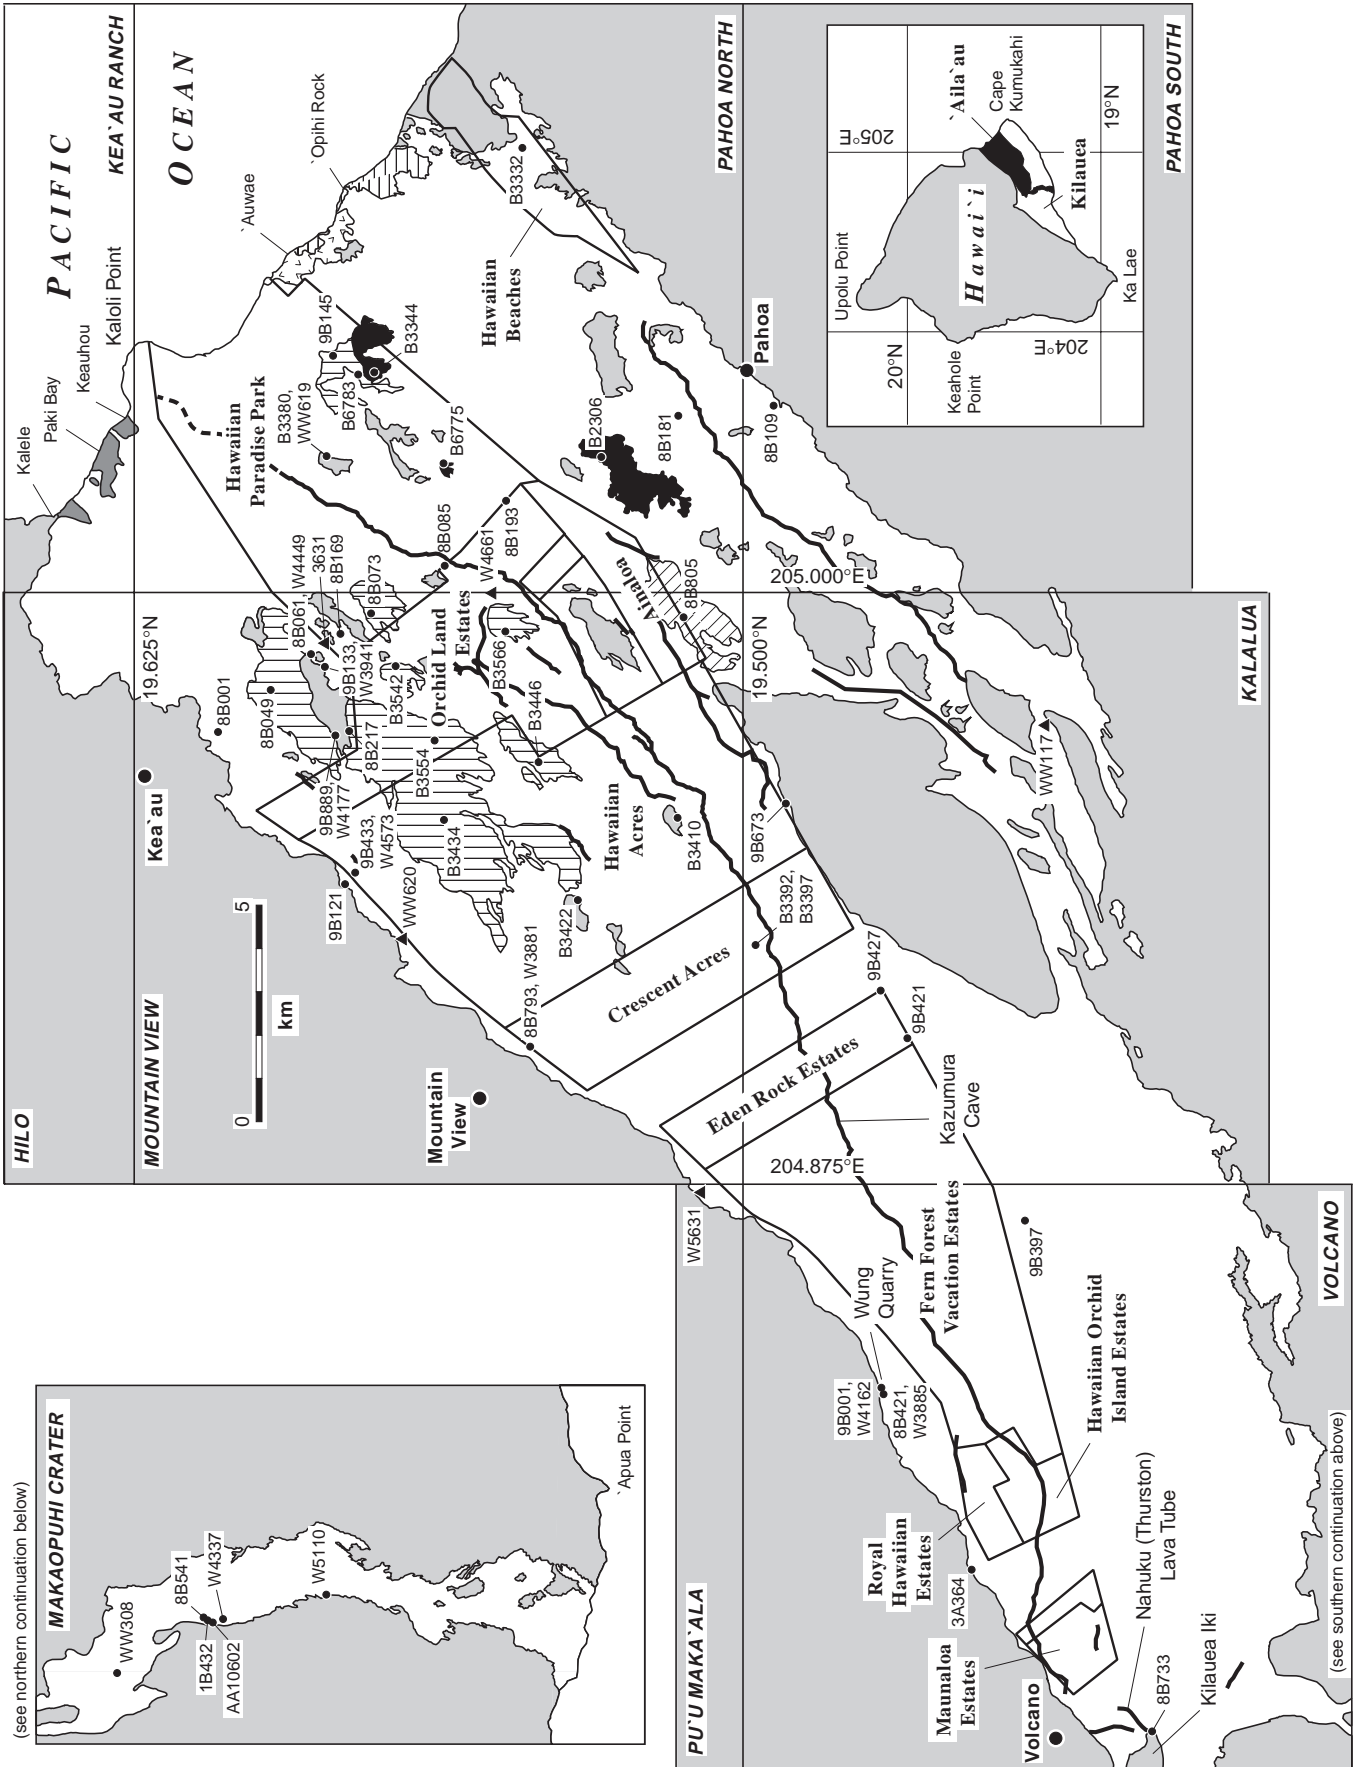 (see northern continuation below)
MAKAOPUHI CRATER
WW308
8B541
W4337
1B432
AA10602
W5110
`Apua Point
HILO
MOUNTAIN VIEW
KEA`AU RANCH
PAHOA NORTH
PAHOA SOUTH
KALALUA
PU`U MAKA`ALA
VOLCANO
(see southern continuation above)
PACIFIC
OCEAN
Kalele
Paki Bay
Keauhou
Kaloli Point
`Auwae
`Opihi Rock
0
5
km
19.625°N
19.500°N
205.000°E
204.875°E
Kea`au
Mountain
View
Pahoa
Volcano
Hawaiian
Paradise Park
Hawaiian
Beaches
Orchid Land
Estates
Ainaloa
Hawaiian
Acres
Crescent Acres
Eden Rock Estates
Fern Forest
Vacation Estates
Hawaiian Orchid
Island Estates
Royal
Hawaiian
Estates
Maunaloa
Estates
Kazumura
Cave
Wung
Quarry
Nahuku (Thurston)
Lava Tube
Kilauea Iki
8B001
8B049
8B061, W4449
3631
8B169
8B073
9B133,
W3941
B3542
8B217
9B889,
W4177
9B433,
W4573
B3554
B3434
9B121
WW620
B3422
8B793, W3881
B3446
B3566
W4661
8B085
8B193
B3380,
WW619
9B145
B6783
B3344
B6775
B3332
B2306
8B181
8B109
8B805
B3410
9B673
B3392,
B3397
9B427
9B421
WW117
W5631
9B397
9B001,
W4162
8B421,
W3885
3A364
8B733
Upolu Point
Keahole
Point
Hawai`i
`Aila`au
Cape
Kumukahi
Kilauea
Ka Lae
20°N
19°N
205°E
204°E